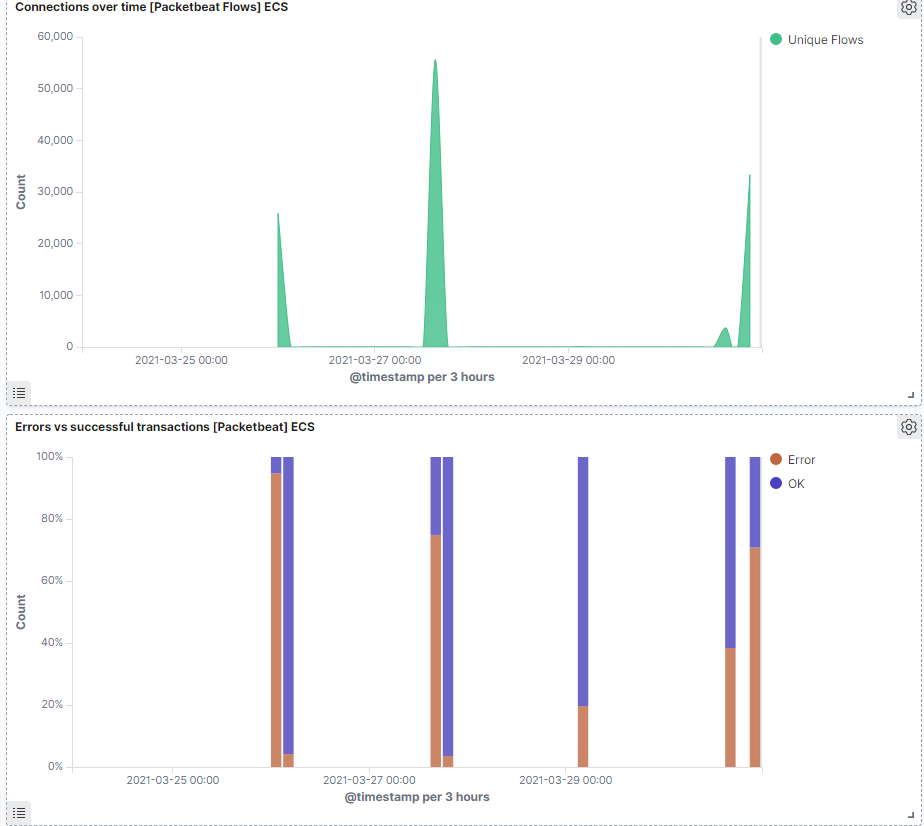 Connections over time [Packetbeat Flows] ECS
60,000
50,000
40,000
30,000
20,000
10,000
0
Count
2021-03-25 00:00 2021-03-27 00:00 2021-03-29 00:00
@timestamp per 3 hours
Unique Flows
Errors vs successful transactions [Packetbeat] ECS
100%
80%
60%
40%
20%
0%
Count
2021-03-25 00:00 2021-03-27 00:00 2021-03-29 00:00
@timestamp per 3 hours
Error
OK